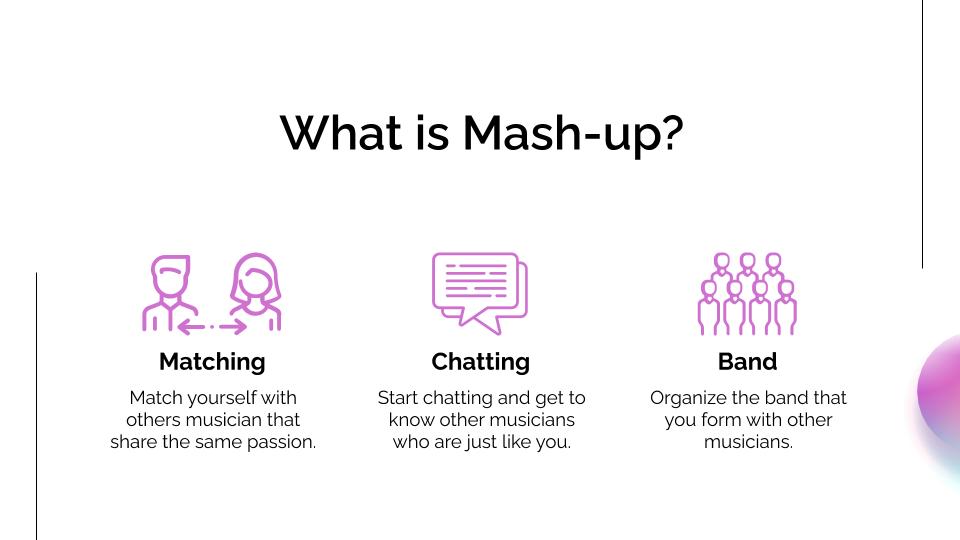 What is Mash-up?
Matching
Match yourself with
others musician that
share the same passion.
Chatting
Start chatting and get to
know other musicians
who are just like you.
Band
Organize the band that
you form with other
musicians.